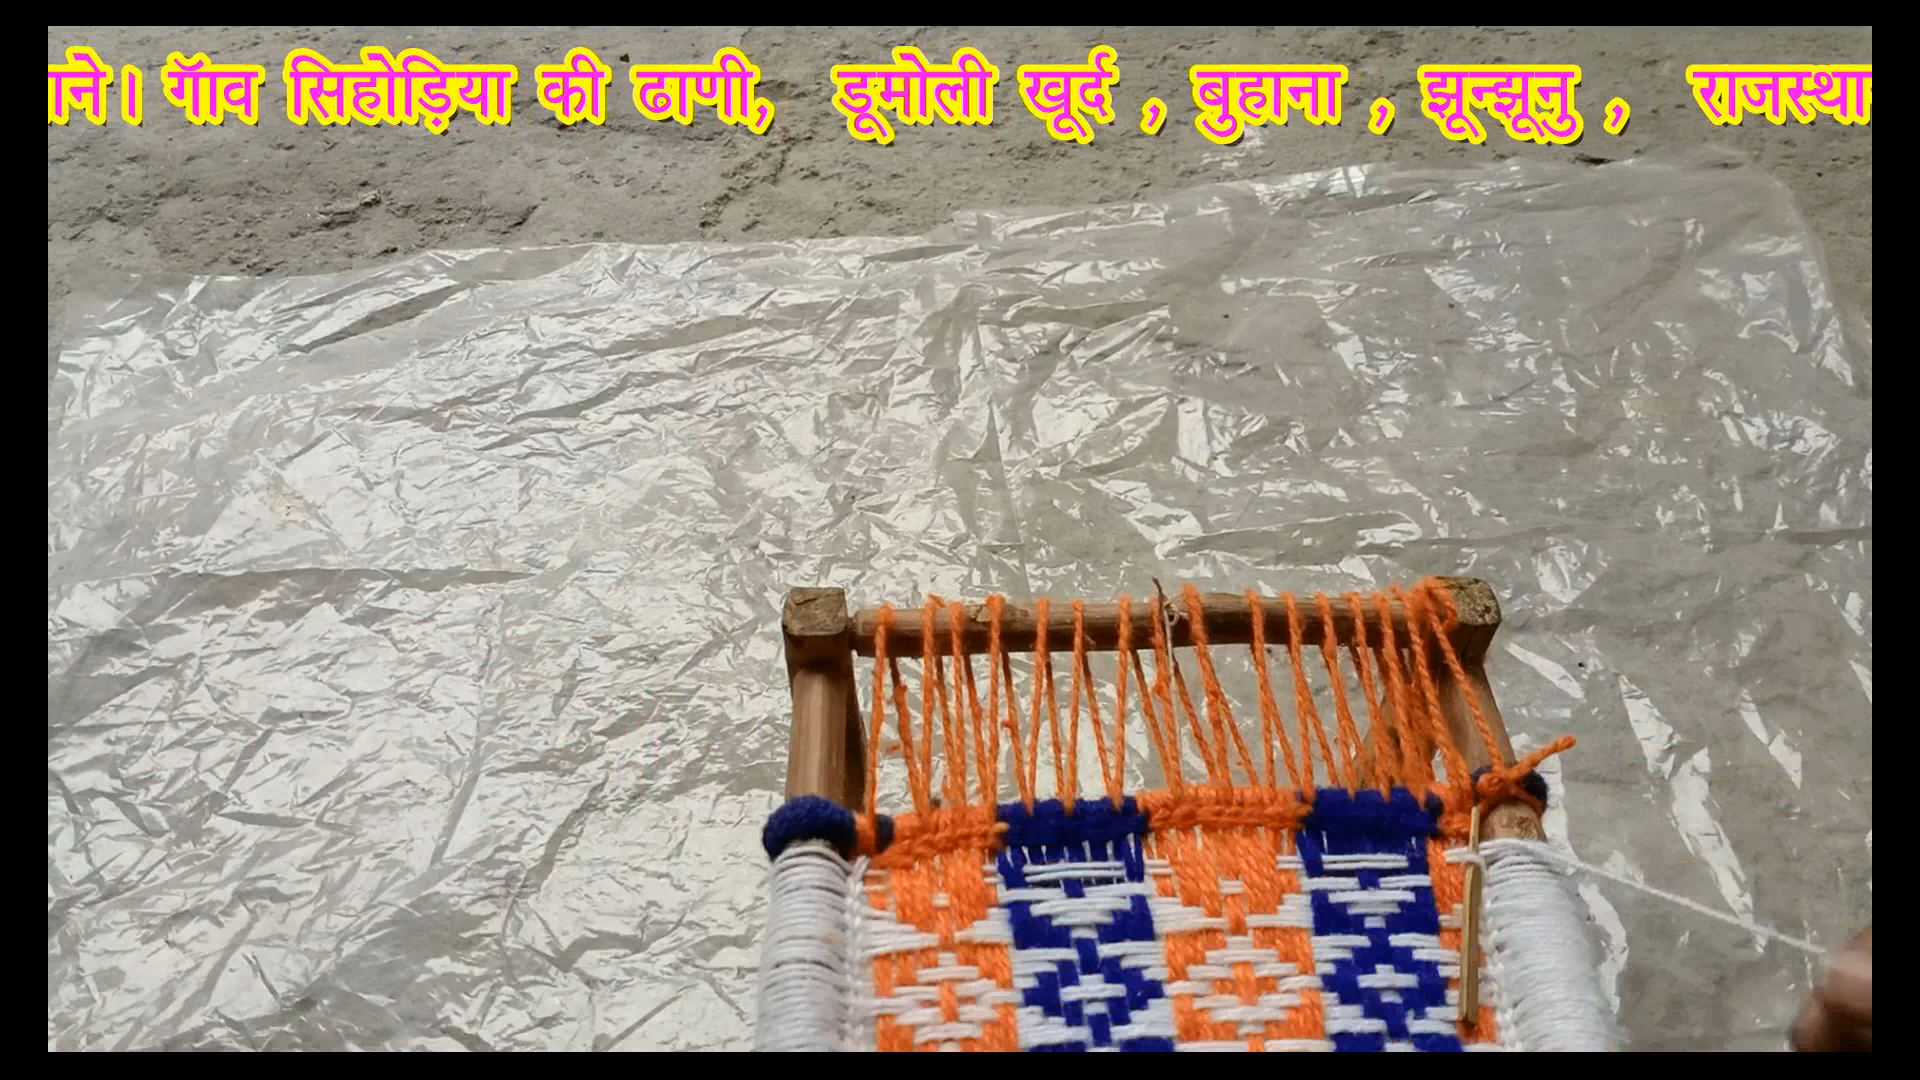 ने। गॅाव सिहोड़िया की ढाणी, डूमोली खूर्द , बुहाना , झून्झूनु , राजस्था